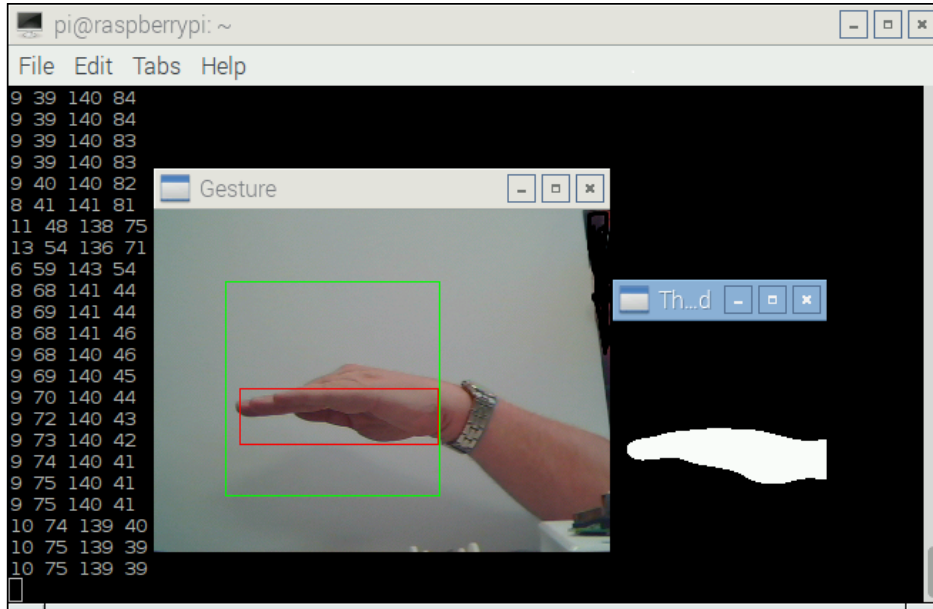 pi@raspberrypi: ~
File Edit Tabs Help
9 39 140 84
9 39 140 84
9 39 140 83
9 39 140 83
9 40 140 82
8 41 141 81
11 48 138 75
13 54 136 71
6 59 143 54
8 68 141 44
8 69 141 44
8 68 141 46
9 68 140 46
9 69 140 45
9 70 140 44
9 72 140 43
9 73 140 42
9 74 140 41
9 75 140 41
9 75 140 41
10 74 139 40
10 75 139 39
10 75 139 39
Gesture
Th...d